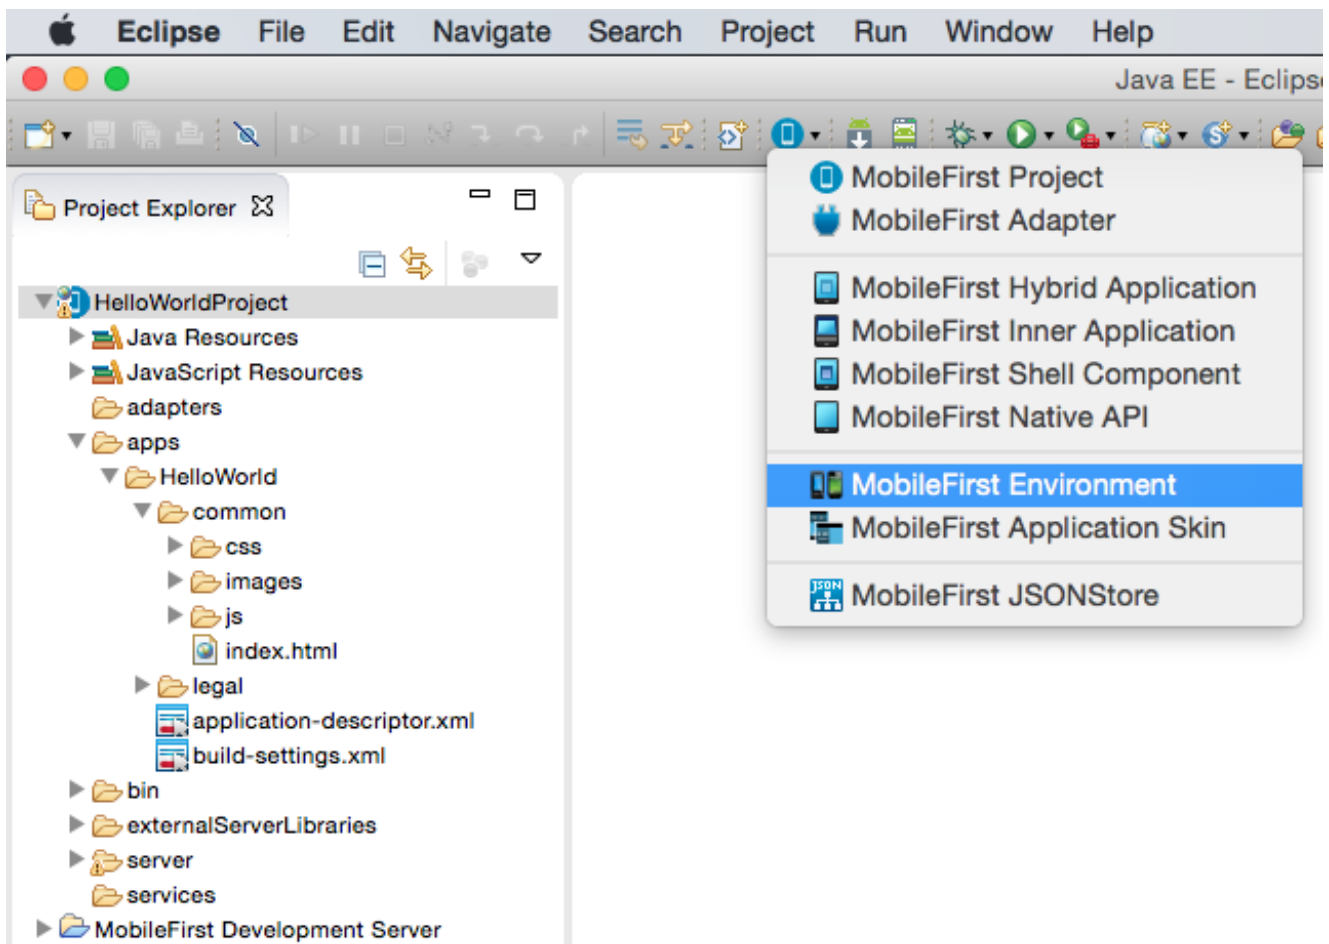 Eclipse File Edit Navigate Search Project Run Window Help
Java EE - Eclipse
Project Explorer
HelloWorldProject
Java Resources
JavaScript Resources
adapters
apps
HelloWorld
common
css
images
js
index.html
legal
application-descriptor.xml
build-settings.xml
bin
externalServerLibraries
server
services
MobileFirst Development Server
MobileFirst Project
MobileFirst Adapter
MobileFirst Hybrid Application
MobileFirst Inner Application
MobileFirst Shell Component
MobileFirst Native API
MobileFirst Environment
MobileFirst Application Skin
JSON
MobileFirst JSONStore